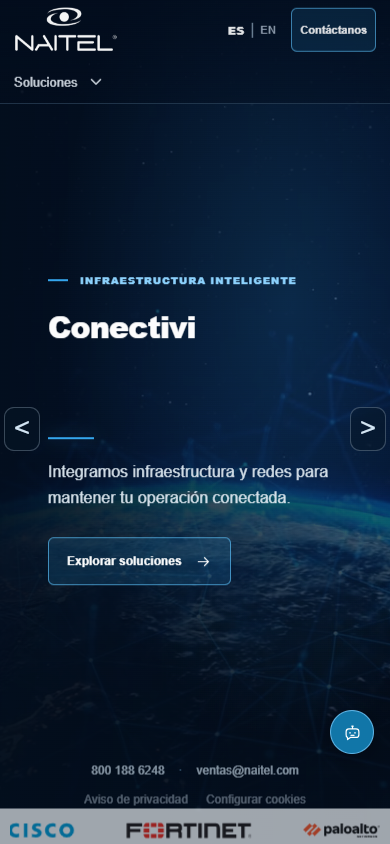 NAITEL®
ES | EN
Contáctanos
Soluciones
INFRAESTRUCTURA INTELIGENTE
Conectivi
<
>
Integramos infraestructura y redes para
mantener tu operación conectada.
Explorar soluciones →
800 188 6248 · ventas@naitel.com
Aviso de privacidad Configurar cookies
CISCO FORTINET paloalto